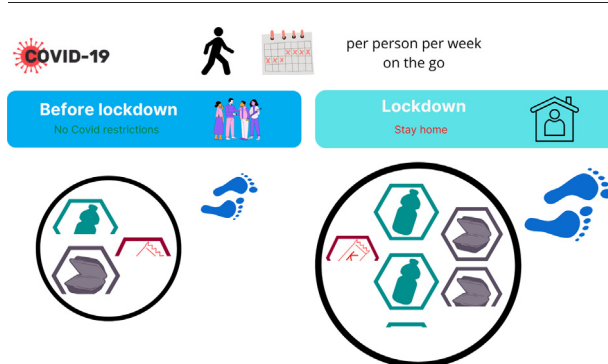 COVID-19
per person per week
on the go
Before lockdown
No Covid restrictions
Lockdown
Stay home
K